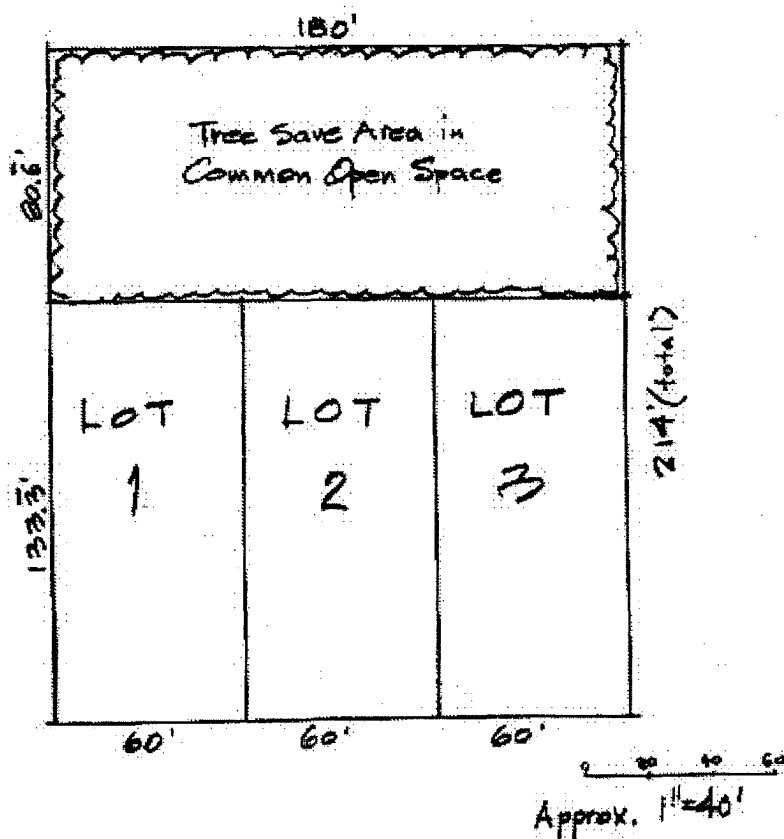 180'
Tree Save Area in
Common Open Space
80.6̅'
214' (total)
LOT
1
LOT
2
LOT
3
133.3̅'
60'
60'
60'
0 20 40 60
Approx. 1"=40'